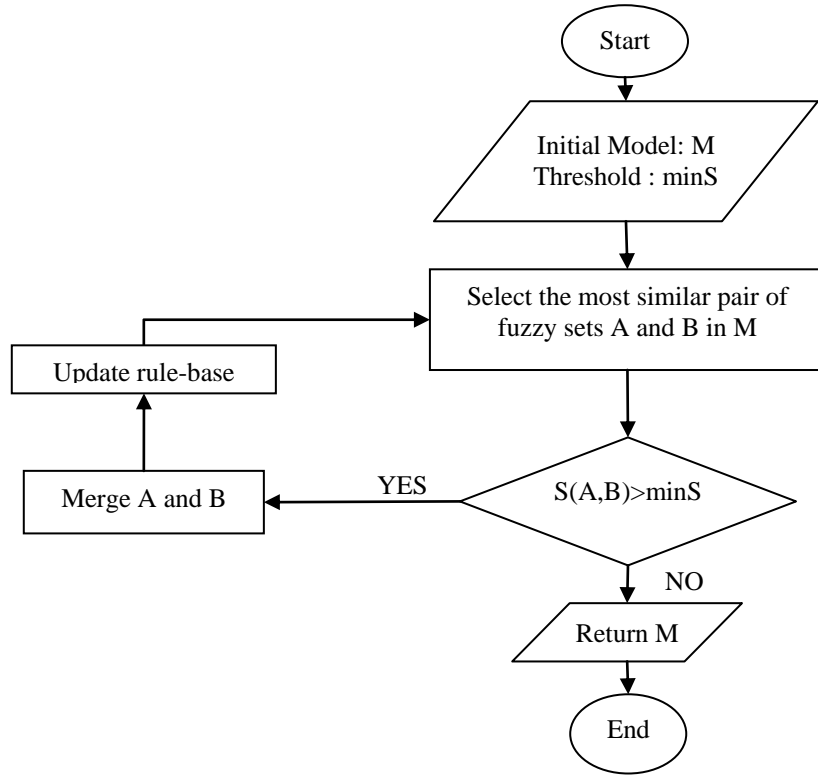 Start
Initial Model: M
Threshold : minS
Select the most similar pair of
fuzzy sets A and B in M
Update rule-base
YES
Merge A and B
S(A,B)>minS
NO
Return M
End